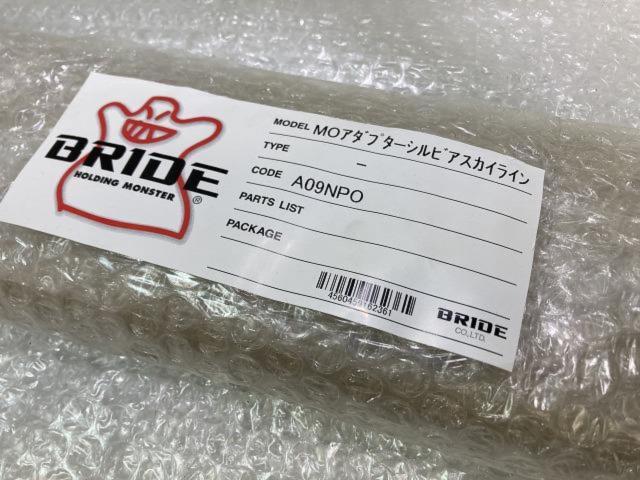 BRIDE
HOLDING MONSTER
®
MODEL MOアダプターシルビアスカイライン
TYPE -
CODE A09NPO
PARTS LIST
PACKAGE
4560459162361
BRIDE
CO.,LTD.